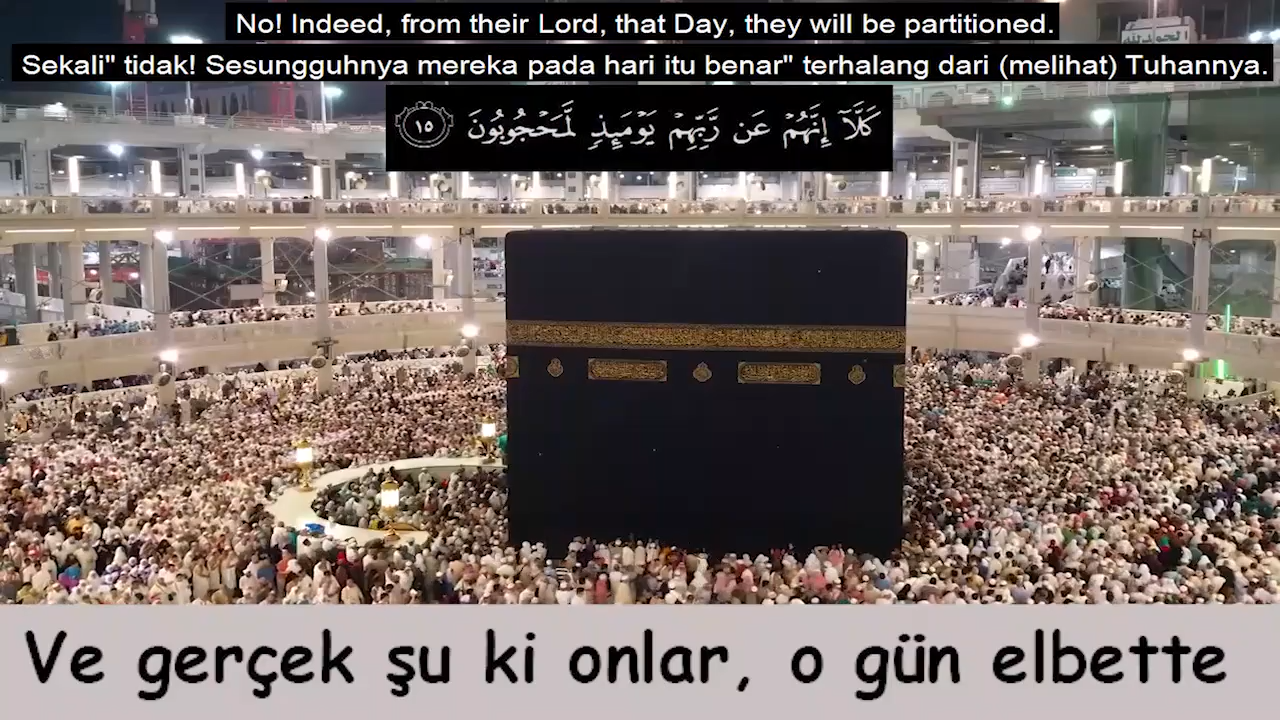 No! Indeed, from their Lord, that Day, they will be partitioned.
Sekali" tidak! Sesungguhnya mereka pada hari itu benar" terhalang dari (melihat) Tuhannya.
كَلَّآ إِنَّهُمْ عَن رَّبِّهِمْ يَوْمَئِذٍ لَّمَحْجُوبُونَ ١٥
Ve gerçek şu ki onlar, o gün elbette